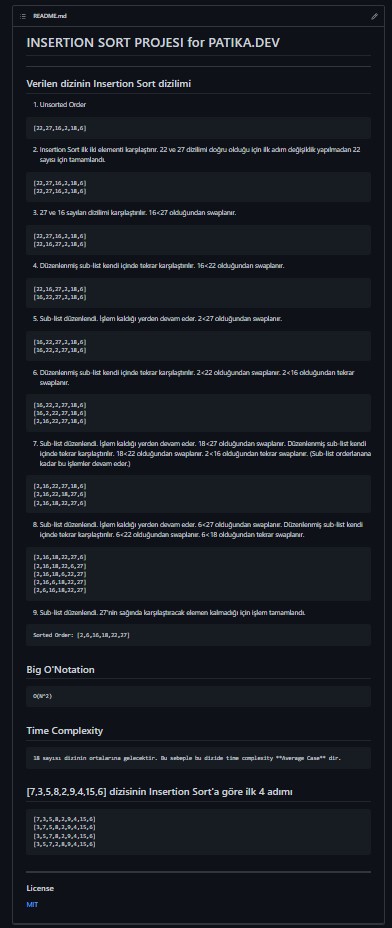 README.md
INSERTION SORT PROJESI for PATIKA.DEV
Verilen dizinin Insertion Sort dizilimi
1. Unsorted Order
[22,27,16,2,18,6]
2. Insertion Sort ilk iki elementi karşılaştırır. 22 ve 27 dizilimi doğru olduğu için ilk adım değişiklik yapılmadan 22
sayısı için tamamlandı.
[22,27,16,2,18,6]
[22,27,16,2,18,6]
3. 27 ve 16 sayıları dizilimi karşılaştırılır. 16<27 olduğundan swaplanır.
[22,27,16,2,18,6]
[22,16,27,2,18,6]
4. Düzenlenmiş sub-list kendi içinde tekrar karşılaştırılır. 16<22 olduğundan swaplanır.
[22,16,27,2,18,6]
[16,22,27,2,18,6]
5. Sub-list düzenlendi. İşlem kaldığı yerden devam eder. 2<27 olduğundan swaplanır.
[16,22,27,2,18,6]
[16,22,2,27,18,6]
6. Düzenlenmiş sub-list kendi içinde tekrar karşılaştırılır. 2<22 olduğundan swaplanır. 2<16 olduğundan tekrar
swaplanır.
[16,22,2,27,18,6]
[16,2,22,27,18,6]
[2,16,22,27,18,6]
7. Sub-list düzenlendi. İşlem kaldığı yerden devam eder. 18<27 olduğundan swaplanır. Düzenlenmiş sub-list kendi
içinde tekrar karşılaştırılır. 18<22 olduğundan swaplanır. 2<16 olduğundan tekrar swaplanır. (Sub-list orderlanana
kadar bu işlemler devam eder.)
[2,16,22,27,18,6]
[2,16,22,18,27,6]
[2,16,18,22,27,6]
8. Sub-list düzenlendi. İşlem kaldığı yerden devam eder. 6<27 olduğundan swaplanır. Düzenlenmiş sub-list kendi
içinde tekrar karşılaştırılır. 6<22 olduğundan swaplanır. 6<18 olduğundan tekrar swaplanır.
[2,16,18,22,27,6]
[2,16,18,22,6,27]
[2,16,18,6,22,27]
[2,16,6,18,22,27]
[2,6,16,18,22,27]
9. Sub-list düzenlendi. 27'nin sağında karşılaştıracak elemen kalmadığı için işlem tamamlandı.
Sorted Order: [2,6,16,18,22,27]
Big O'Notation
O(N^2)
Time Complexity
18 sayısı dizinin ortalarına gelecektir. Bu sebeple bu dizide time complexity **Average Case** dir.
[7,3,5,8,2,9,4,15,6] dizisinin Insertion Sort'a göre ilk 4 adımı
[7,3,5,8,2,9,4,15,6]
[3,7,5,8,2,9,4,15,6]
[3,5,7,8,2,9,4,15,6]
[3,5,7,2,8,9,4,15,6]
License
MIT